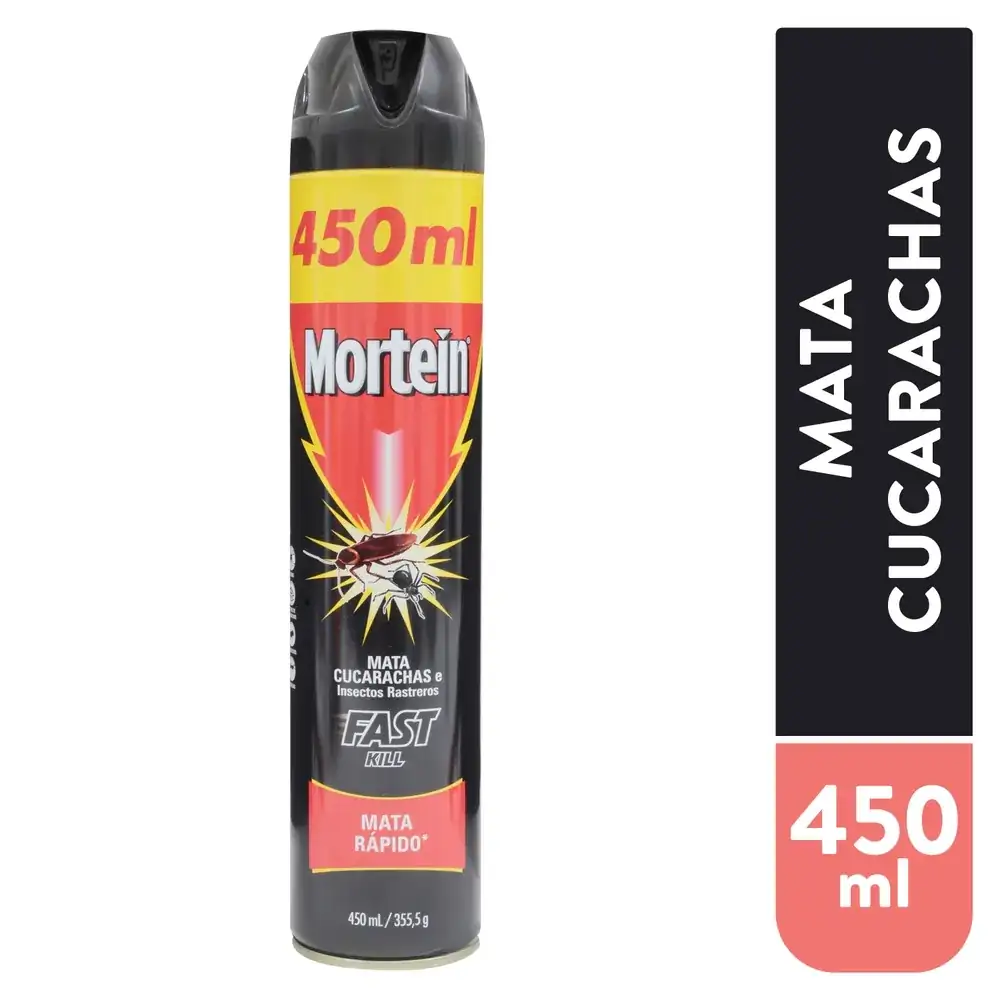 450 ml
Mortein
MATA
CUCARACHAS e
Insectos Rastreros
FAST
KILL
MATA
RÁPIDO*
450 mL / 355,5 g
MATA
CUCARACHAS
450
ml